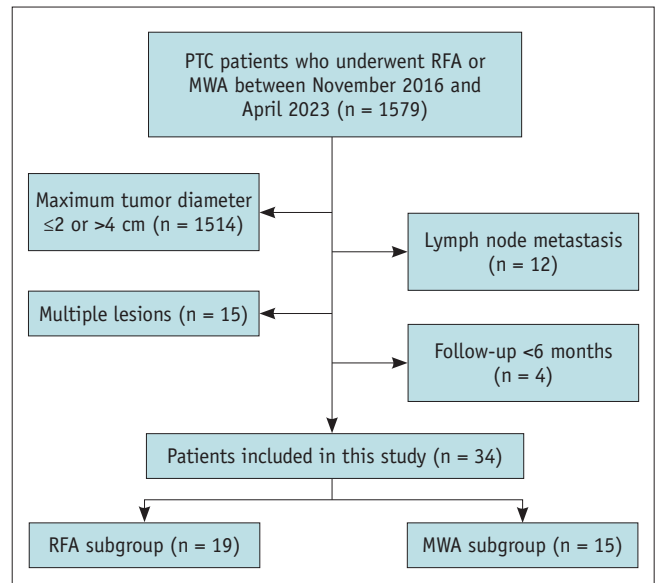 PTC patients who underwent RFA or
MWA between November 2016 and
April 2023 (n = 1579)
Maximum tumor diameter
≤2 or >4 cm (n = 1514)
Lymph node metastasis
(n = 12)
Multiple lesions (n = 15)
Follow-up <6 months
(n = 4)
Patients included in this study (n = 34)
RFA subgroup (n = 19)
MWA subgroup (n = 15)